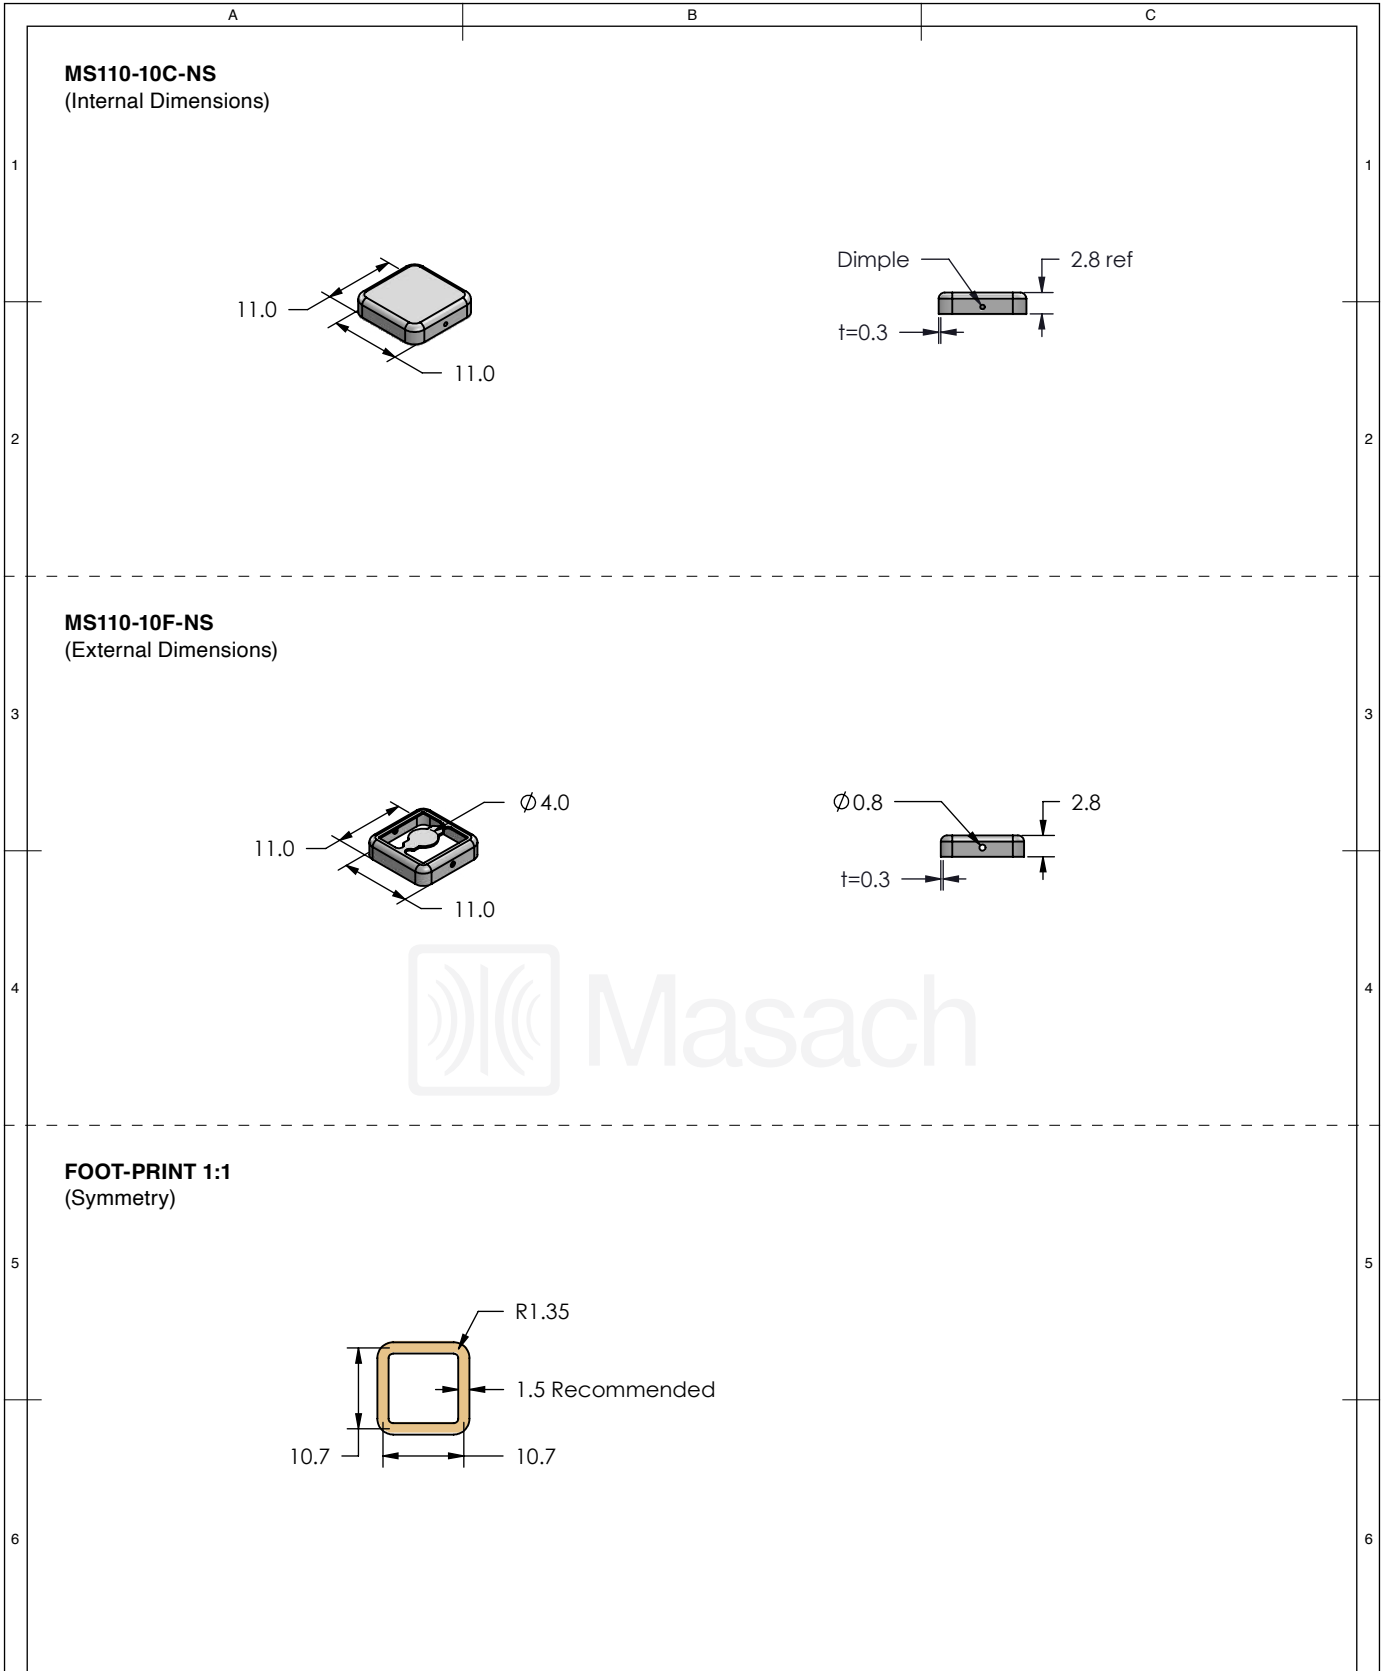 A B C
MS110-10C-NS
(Internal Dimensions)
1 1
Dimple 2.8 ref
11.0
t=0.3
11.0
2 2
MS110-10F-NS
(External Dimensions)
3 3
Ø4.0 Ø0.8 2.8
11.0
t=0.3
11.0
Masach
4 4
FOOT-PRINT 1:1
(Symmetry)
5 5
R1.35
1.5 Recommended
10.7 10.7
6 6